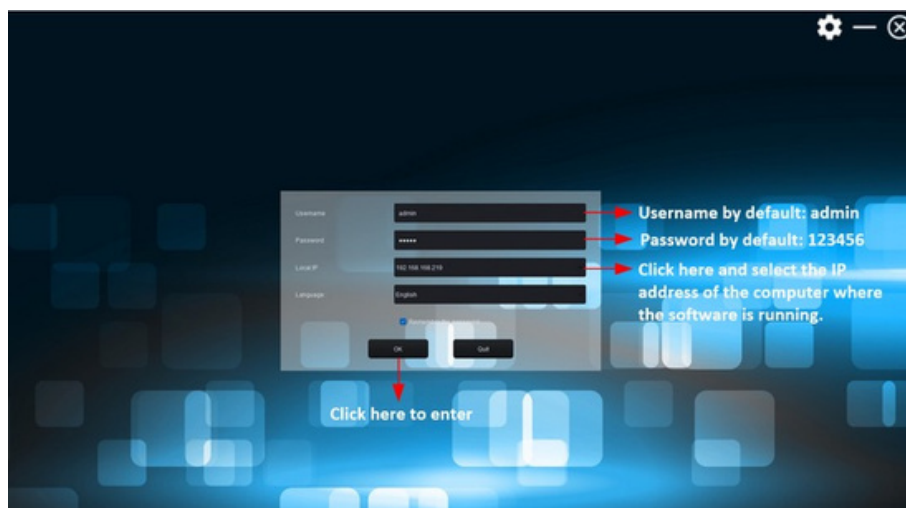 Username
admin
Username by default: admin
Password
Password by default: 123456
Local IP
192.168.168.219
Click here and select the IP
address of the computer where
the software is running.
Language
English
OK
Quit
Click here to enter